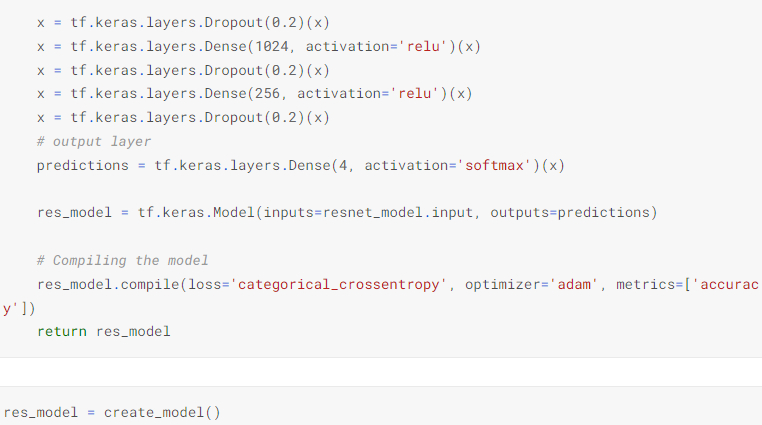 x = tf.keras.layers.Dropout(0.2)(x)
x = tf.keras.layers.Dense(1024, activation='relu')(x)
x = tf.keras.layers.Dropout(0.2)(x)
x = tf.keras.layers.Dense(256, activation='relu')(x)
x = tf.keras.layers.Dropout(0.2)(x)
# output layer
predictions = tf.keras.layers.Dense(4, activation='softmax')(x)
res_model = tf.keras.Model(inputs=resnet_model.input, outputs=predictions)
# Compiling the model
res_model.compile(loss='categorical_crossentropy', optimizer='adam', metrics=['accurac
y'])
return res_model
res_model = create_model()